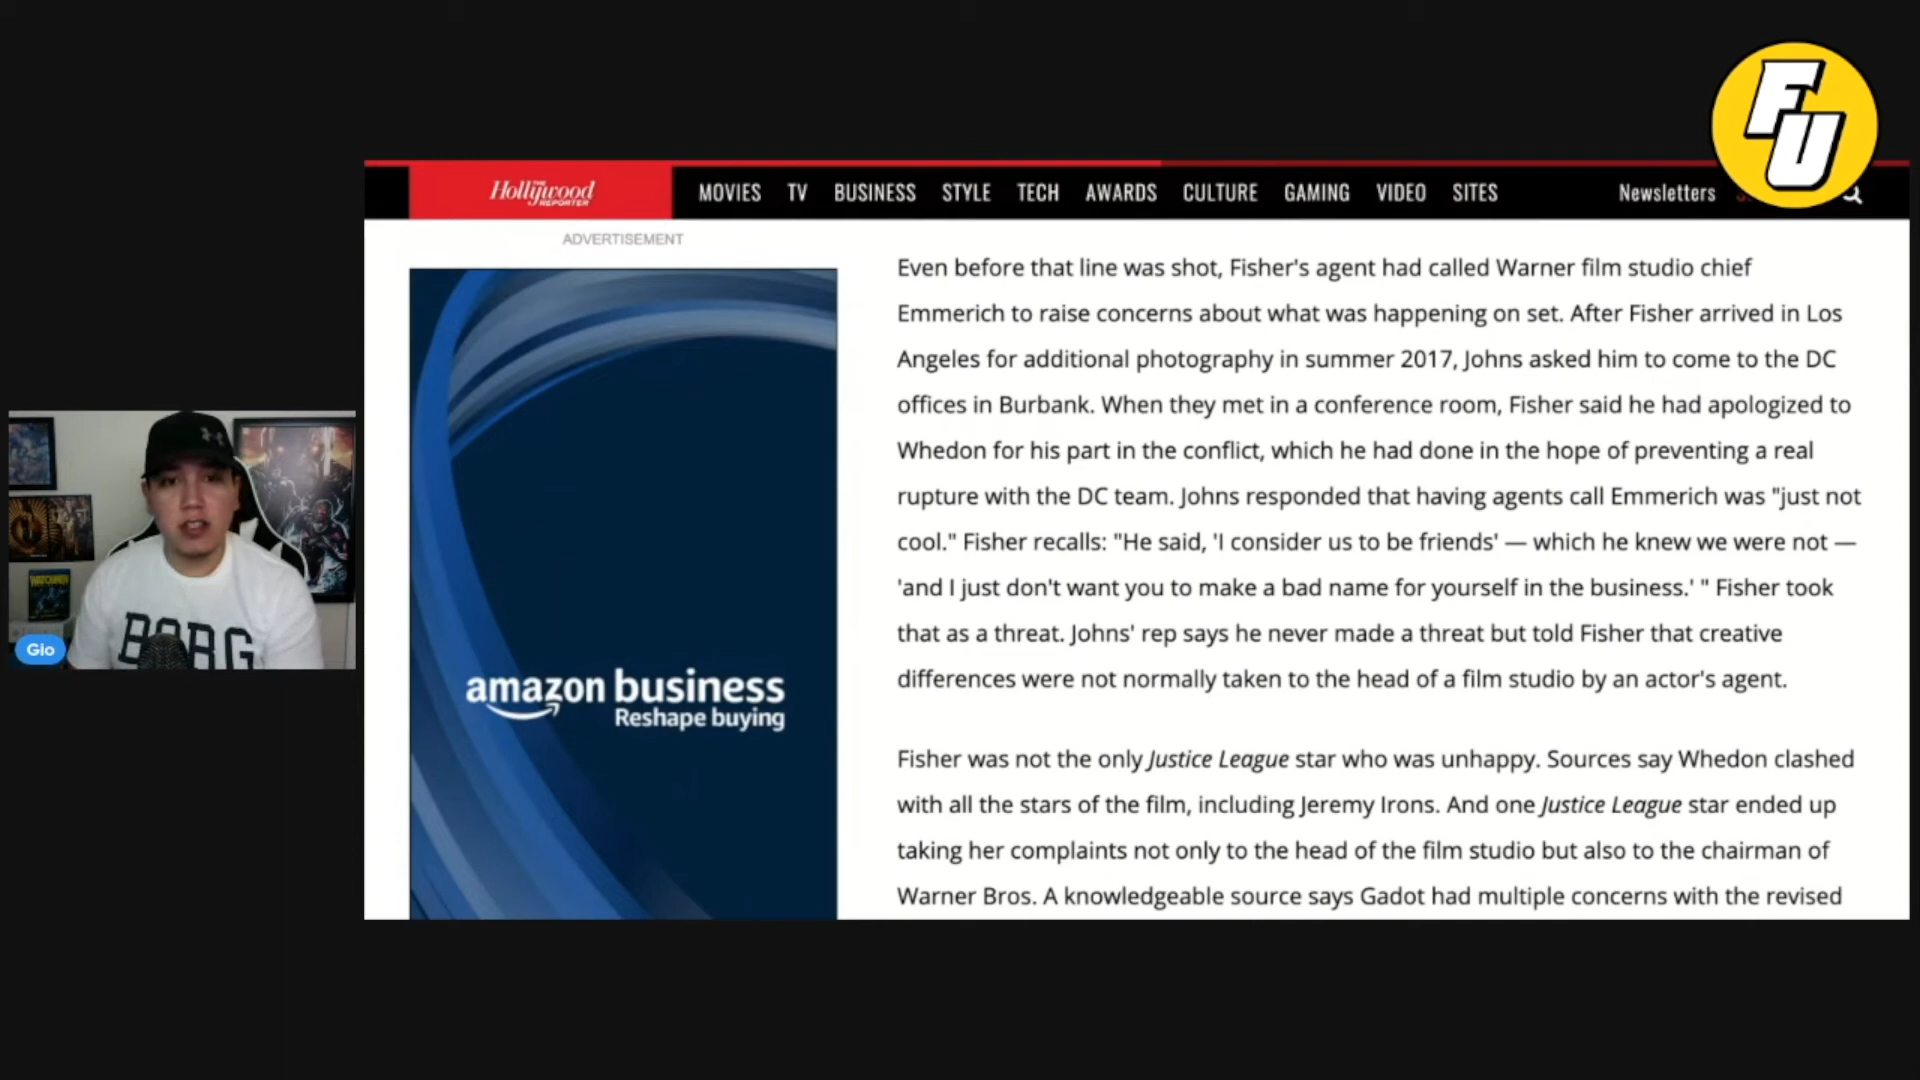 FU
The Hollywood REPORTER
MOVIES TV BUSINESS STYLE TECH AWARDS CULTURE GAMING VIDEO SITES Newsletters
ADVERTISEMENT
Even before that line was shot, Fisher's agent had called Warner film studio chief
Emmerich to raise concerns about what was happening on set. After Fisher arrived in Los
Angeles for additional photography in summer 2017, Johns asked him to come to the DC
offices in Burbank. When they met in a conference room, Fisher said he had apologized to
Whedon for his part in the conflict, which he had done in the hope of preventing a real
rupture with the DC team. Johns responded that having agents call Emmerich was "just not
cool." Fisher recalls: "He said, 'I consider us to be friends' — which he knew we were not —
'and I just don't want you to make a bad name for yourself in the business.' " Fisher took
that as a threat. Johns' rep says he never made a threat but told Fisher that creative
differences were not normally taken to the head of a film studio by an actor's agent.
Fisher was not the only Justice League star who was unhappy. Sources say Whedon clashed
with all the stars of the film, including Jeremy Irons. And one Justice League star ended up
taking her complaints not only to the head of the film studio but also to the chairman of
Warner Bros. A knowledgeable source says Gadot had multiple concerns with the revised
amazon business
Reshape buying
WATCHMEN
BORG
Gio